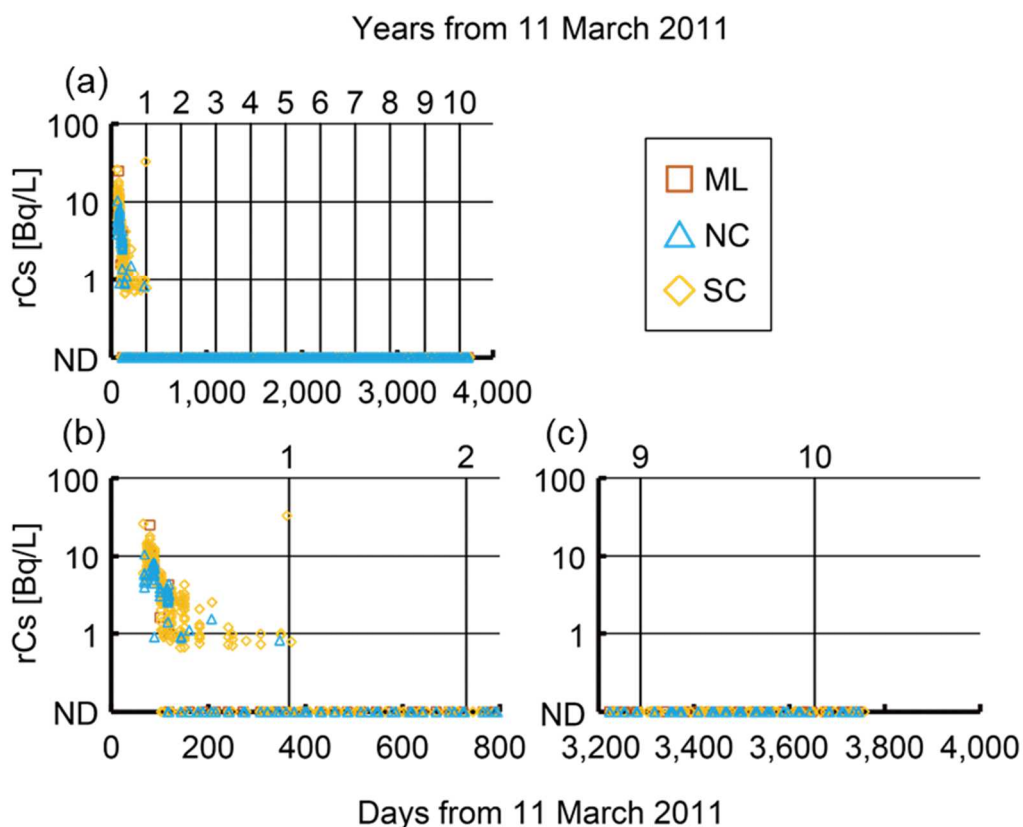 Years from 11 March 2011
(a)
1 2 3 4 5 6 7 8 9 10
100
10
1
ND
rCs [Bq/L]
0 1,000 2,000 3,000 4,000
ML
NC
SC
(b)
1 2
100
10
1
ND
rCs [Bq/L]
0 200 400 600 800
(c)
9 10
100
10
1
ND
3,200 3,400 3,600 3,800 4,000
Days from 11 March 2011